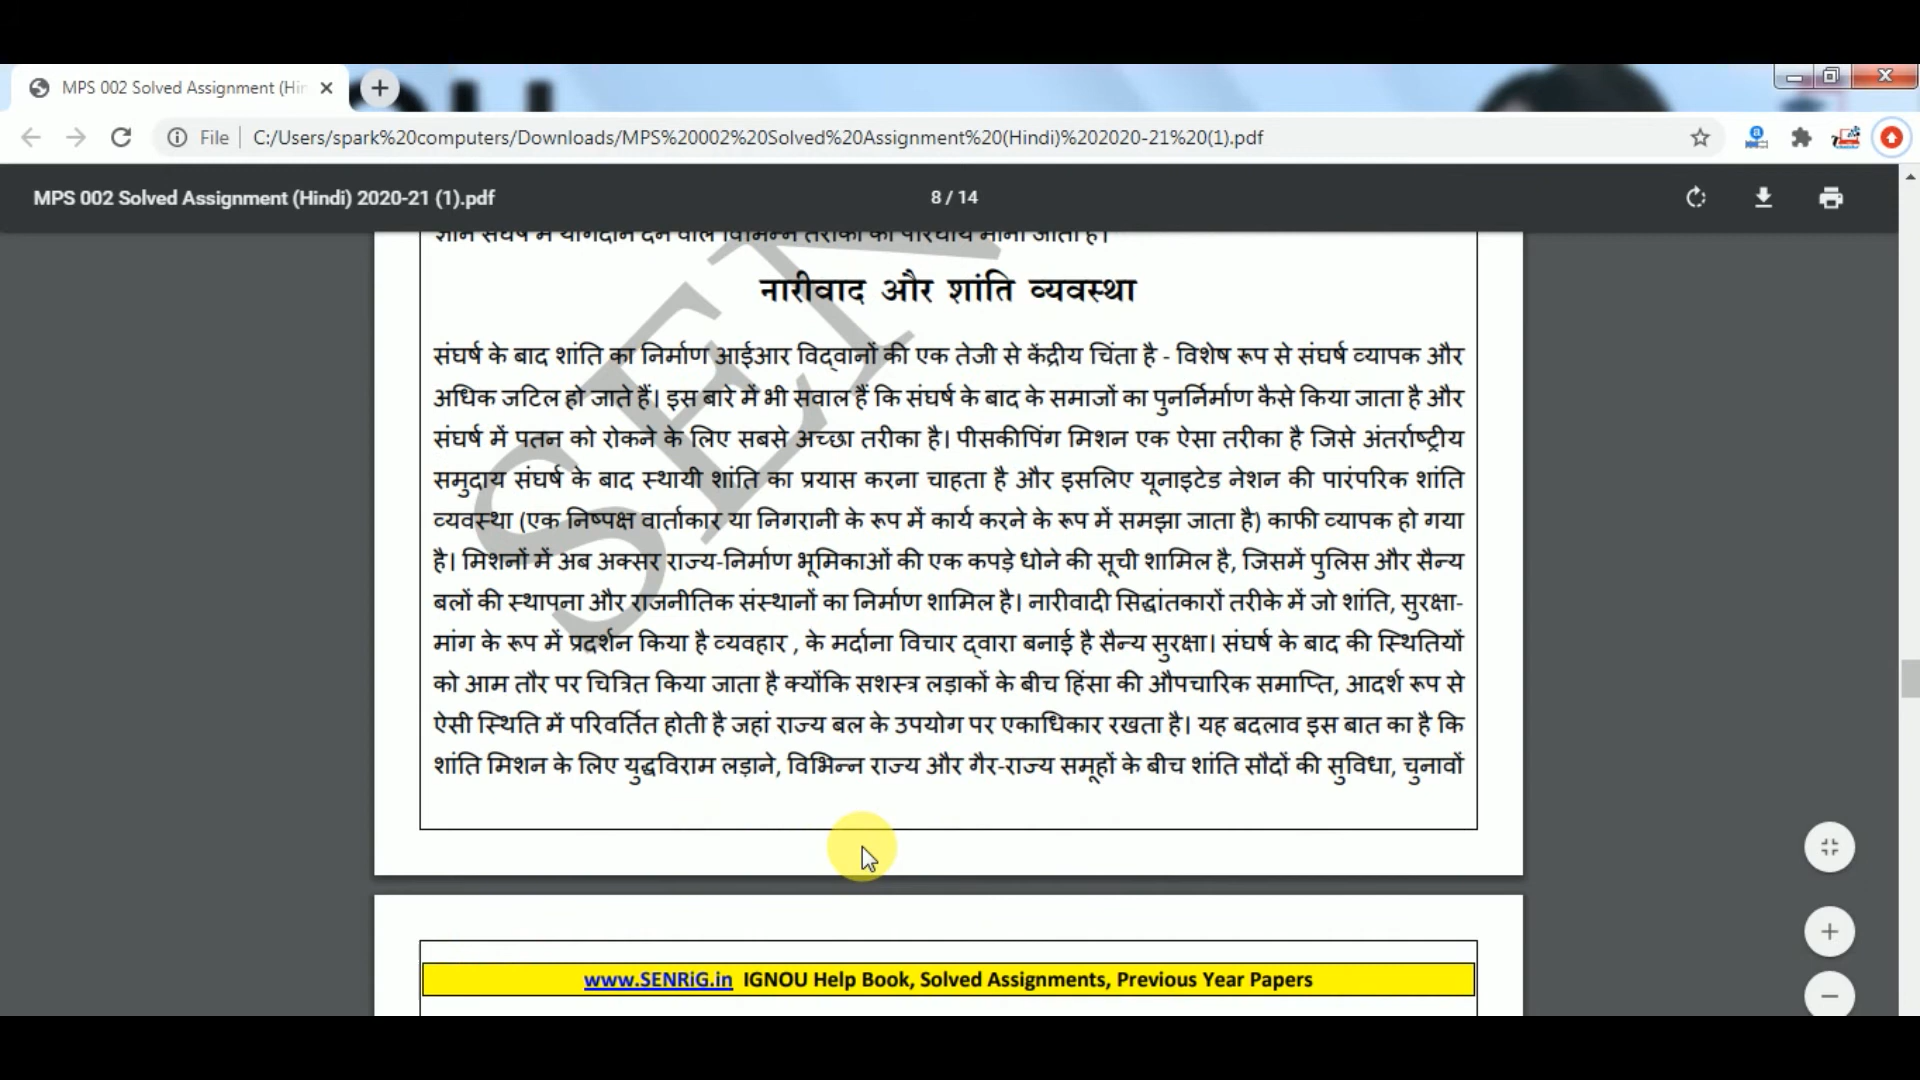 MPS 002 Solved Assignment (Hin
File
C:/Users/spark%20computers/Downloads/MPS%20002%20Solved%20Assignment%20(Hindi)%202020-21%20(1).pdf
MPS 002 Solved Assignment (Hindi) 2020-21 (1).pdf
8 / 14
ज्ञान संघर्ष में योगदान देने वाले विभिन्न तरीकों का परिचय माना जाता है।
नारीवाद और शांति व्यवस्था
संघर्ष के बाद शांति का निर्माण आईआर विद्वानों की एक तेजी से केंद्रीय चिंता है - विशेष रूप से संघर्ष व्यापक और
अधिक जटिल हो जाते हैं। इस बारे में भी सवाल हैं कि संघर्ष के बाद के समाजों का पुनर्निर्माण कैसे किया जाता है और
संघर्ष में पतन को रोकने के लिए सबसे अच्छा तरीका है। पीसकीपिंग मिशन एक ऐसा तरीका है जिसे अंतर्राष्ट्रीय
समुदाय संघर्ष के बाद स्थायी शांति का प्रयास करना चाहता है और इसलिए यूनाइटेड नेशन की पारंपरिक शांति
व्यवस्था (एक निष्पक्ष वार्ताकार या निगरानी के रूप में कार्य करने के रूप में समझा जाता है) काफी व्यापक हो गया
है। मिशनों में अब अक्सर राज्य-निर्माण भूमिकाओं की एक कपड़े धोने की सूची शामिल है, जिसमें पुलिस और सैन्य
बलों की स्थापना और राजनीतिक संस्थानों का निर्माण शामिल है। नारीवादी सिद्धांतकारों तरीके में जो शांति, सुरक्षा-
मांग के रूप में प्रदर्शन किया है व्यवहार , के मर्दाना विचार द्वारा बनाई है सैन्य सुरक्षा। संघर्ष के बाद की स्थितियों
को आम तौर पर चित्रित किया जाता है क्योंकि सशस्त्र लड़ाकों के बीच हिंसा की औपचारिक समाप्ति, आदर्श रूप से
ऐसी स्थिति में परिवर्तित होती है जहां राज्य बल के उपयोग पर एकाधिकार रखता है। यह बदलाव इस बात का है कि
शांति मिशन के लिए युद्धविराम लड़ाने, विभिन्न राज्य और गैर-राज्य समूहों के बीच शांति सौदों की सुविधा, चुनावों
SEN
www.SENRiG.in IGNOU Help Book, Solved Assignments, Previous Year Papers